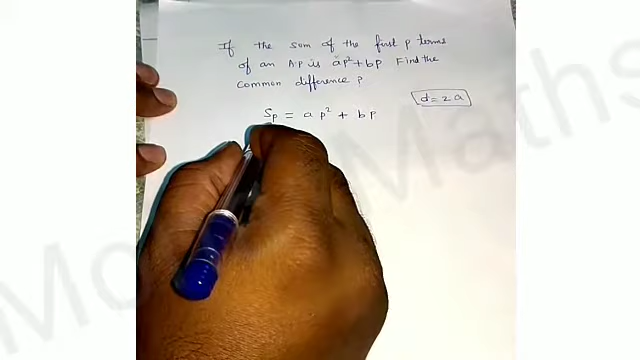 If the sum of the first p terms
of an A.P is ap² + bp Find the
common difference ?
d = 2a
Sp = a p² + b p
Maths